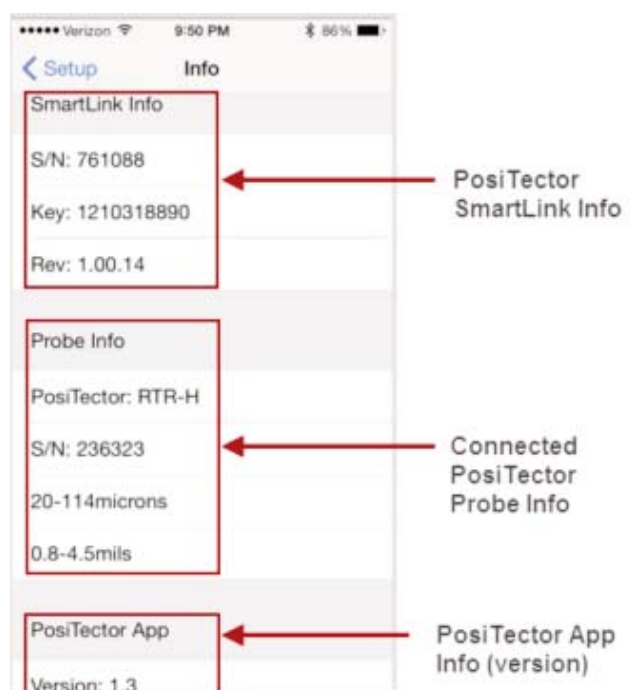 Verizon 9:50 PM 86%
Setup Info
SmartLink Info
S/N: 761088
Key: 1210318890
Rev: 1.00.14
PosiTector
SmartLink Info
Probe Info
PosiTector: RTR-H
S/N: 236323
20-114microns
0.8-4.5mils
Connected
PosiTector
Probe Info
PosiTector App
Version: 1.3
PosiTector App
Info (version)